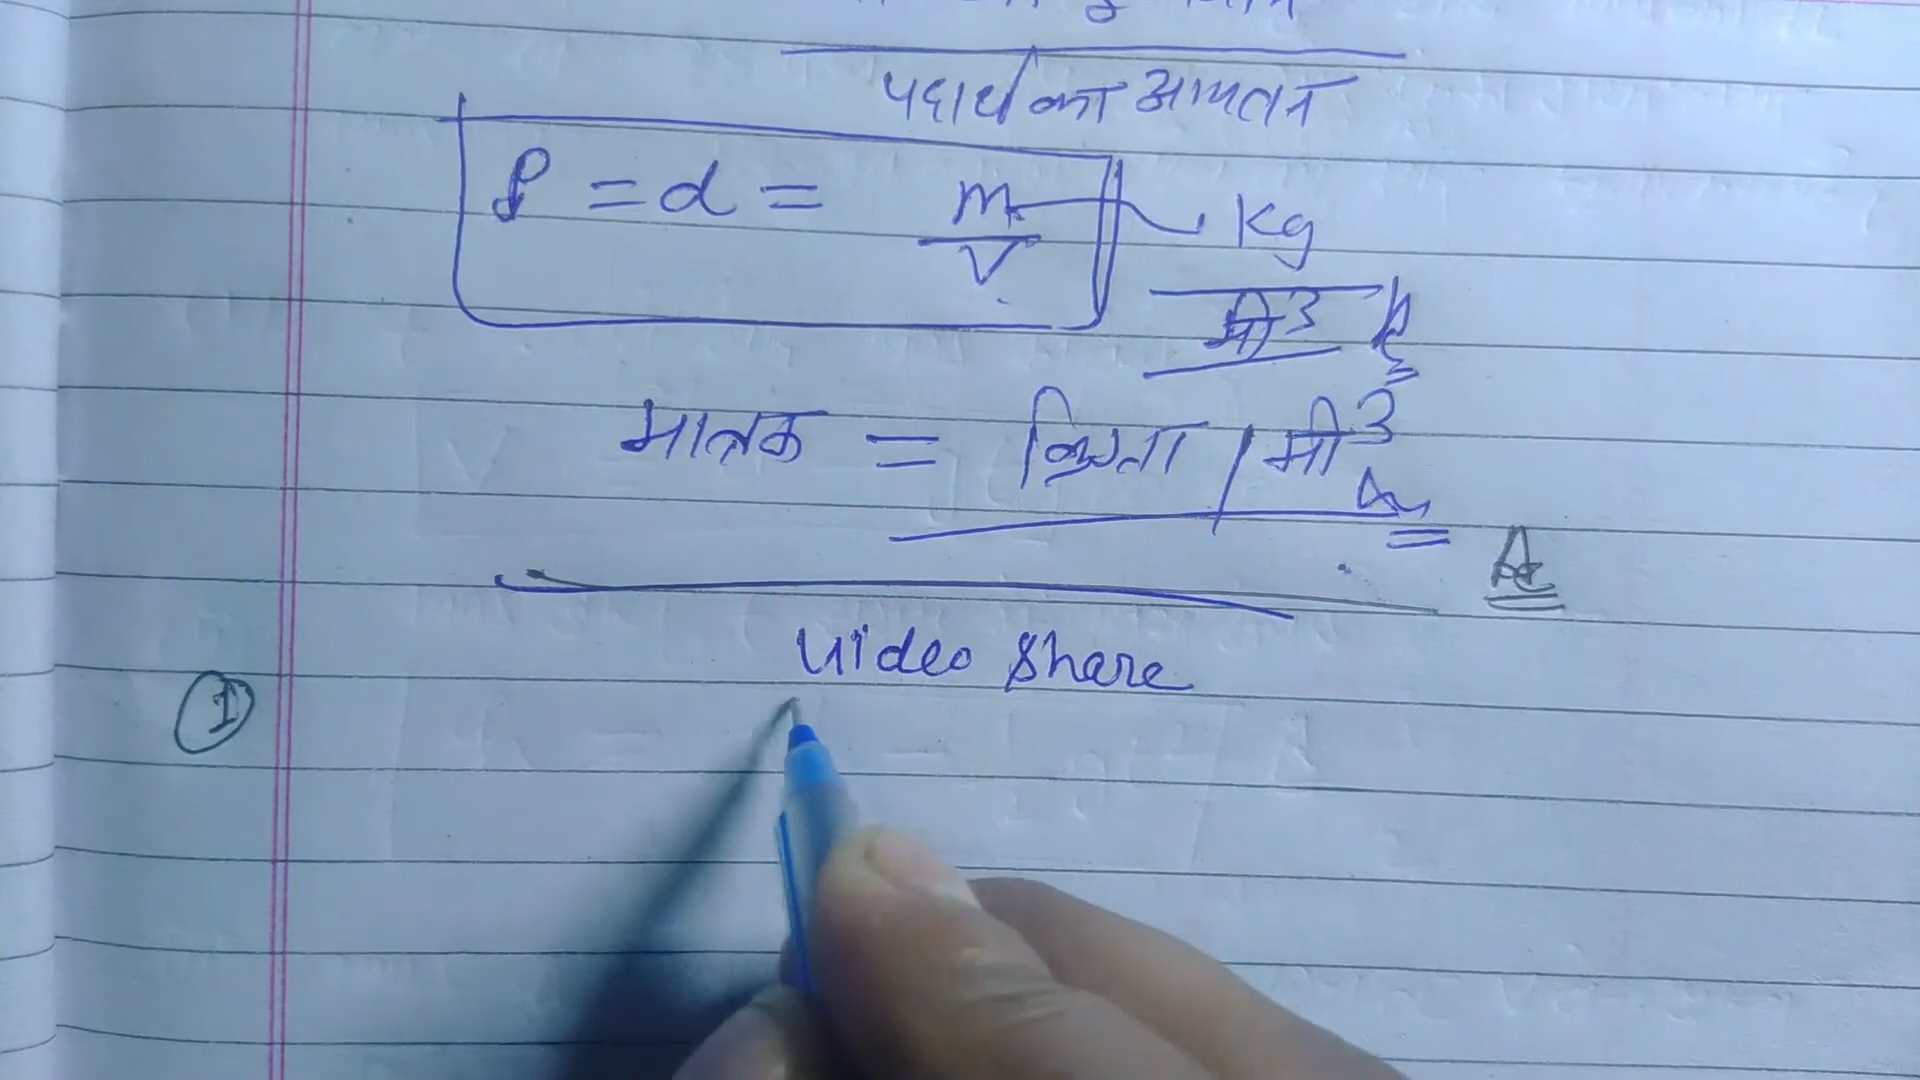 पदार्थ का आयतन
ρ = d = m/V
Kg
मी³
मात्रक = किग्रा / मी³
Video Share
①